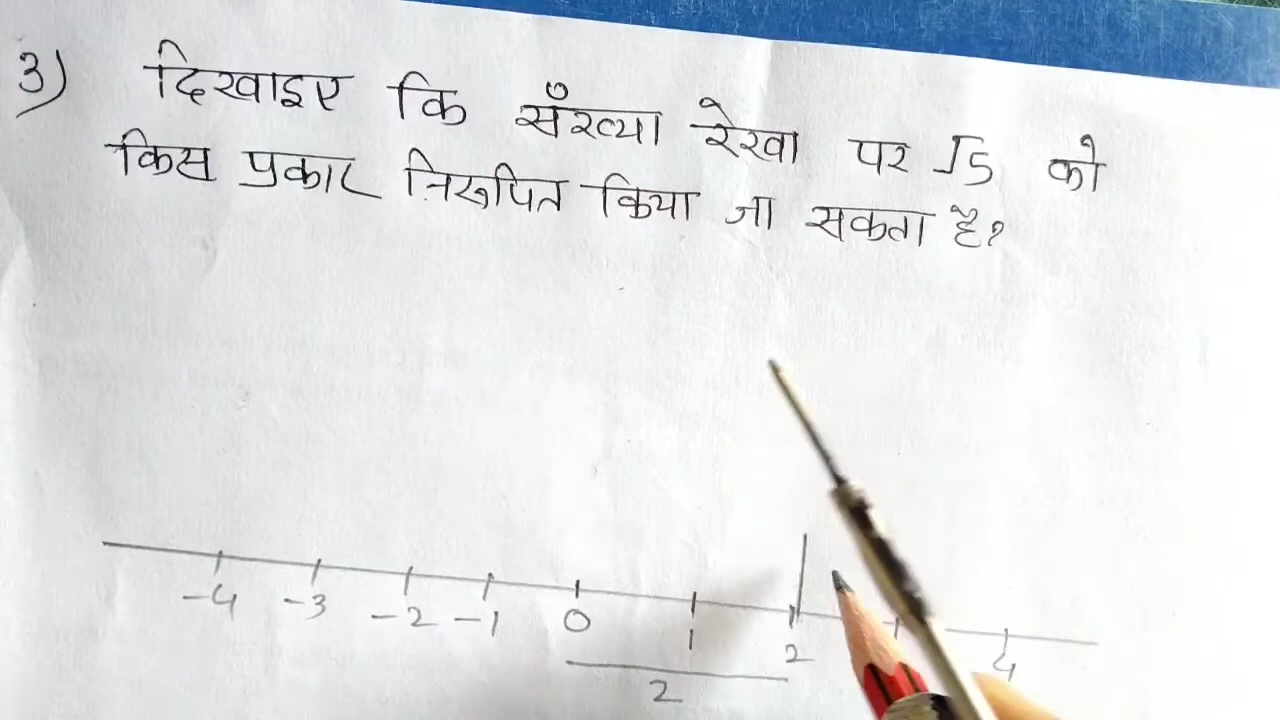 3) दिखाइए कि सँख्या रेखा पर √5 को
किस प्रकार निरूपित किया जा सकता है?
-4 -3 -2 -1 0 1 2 4
2